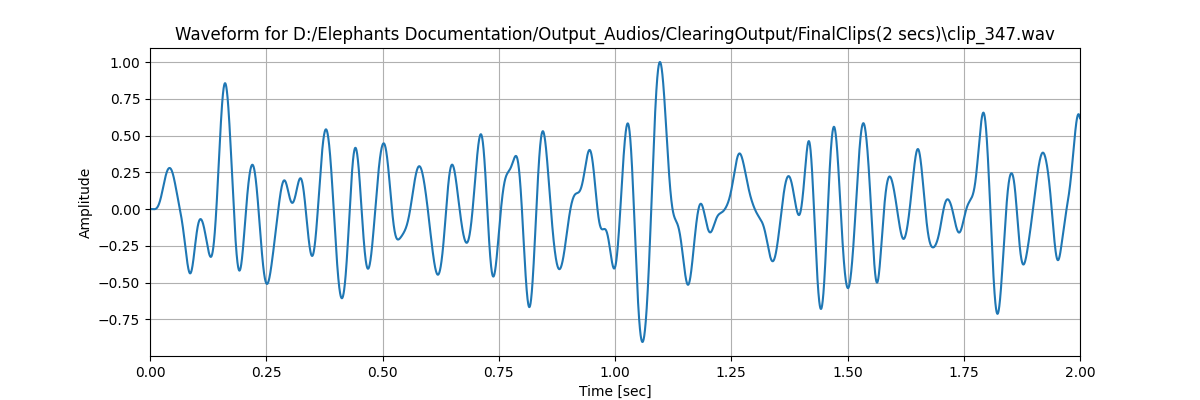 Waveform for D:/Elephants Documentation/Output_Audios/ClearingOutput/FinalClips(2 secs)\clip_347.wav
1.00
0.75
0.50
0.25
0.00
−0.25
−0.50
−0.75
Amplitude
0.00 0.25 0.50 0.75 1.00 1.25 1.50 1.75 2.00
Time [sec]